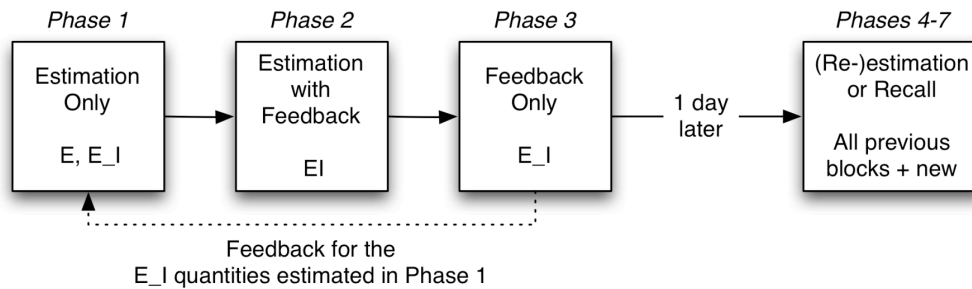 Phase 1
Phase 2
Phase 3
Phases 4-7
Estimation
Only
E, E_I
Estimation
with
Feedback
EI
Feedback
Only
E_I
1 day
later
(Re-)estimation
or Recall
All previous
blocks + new
Feedback for the
E_I quantities estimated in Phase 1